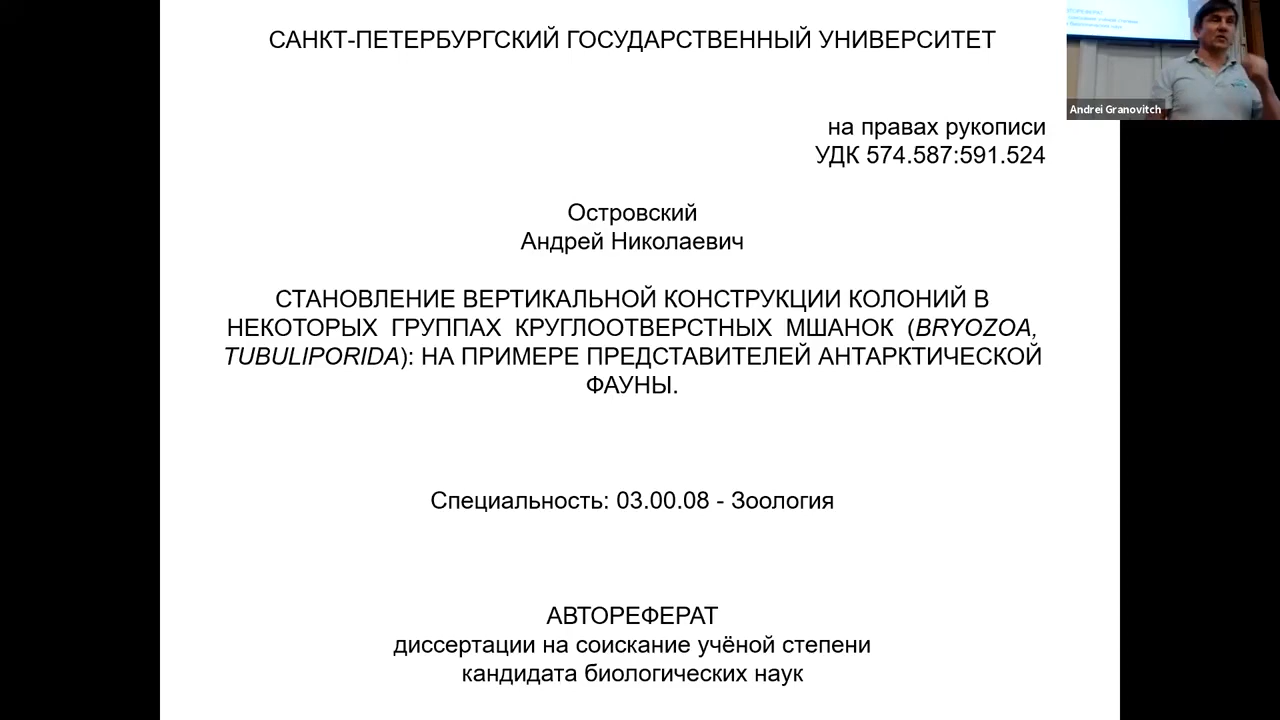 САНКТ-ПЕТЕРБУРГСКИЙ ГОСУДАРСТВЕННЫЙ УНИВЕРСИТЕТ
на правах рукописи
УДК 574.587:591.524
Островский
Андрей Николаевич
СТАНОВЛЕНИЕ ВЕРТИКАЛЬНОЙ КОНСТРУКЦИИ КОЛОНИЙ В
НЕКОТОРЫХ ГРУППАХ КРУГЛООТВЕРСТНЫХ МШАНОК (BRYOZOA,
TUBULIPORIDA): НА ПРИМЕРЕ ПРЕДСТАВИТЕЛЕЙ АНТАРКТИЧЕСКОЙ
ФАУНЫ.
Специальность: 03.00.08 - Зоология
АВТОРЕФЕРАТ
диссертации на соискание учёной степени
кандидата биологических наук
Andrei Granovitch